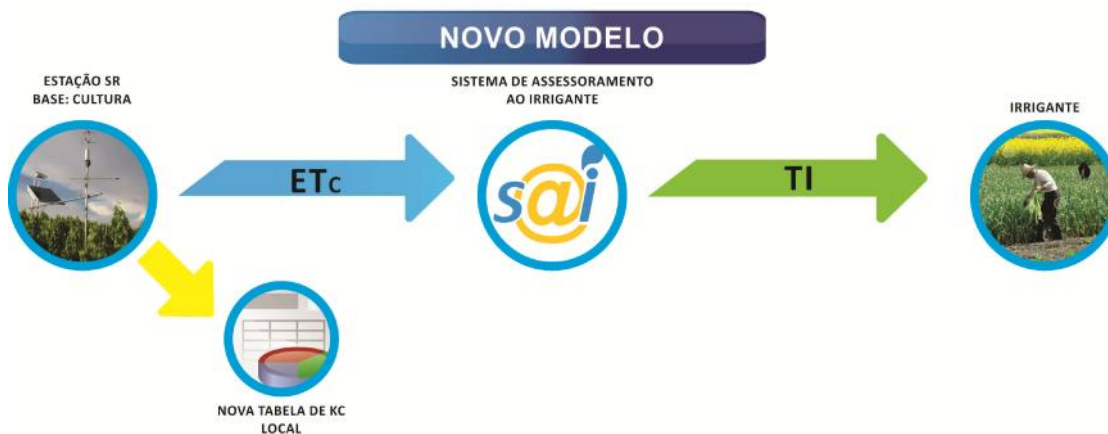 NOVO MODELO
ESTAÇÃO SR
BASE: CULTURA
SISTEMA DE ASSESSORAMENTO
AO IRRIGANTE
IRRIGANTE
ETc
s@i
TI
NOVA TABELA DE KC
LOCAL